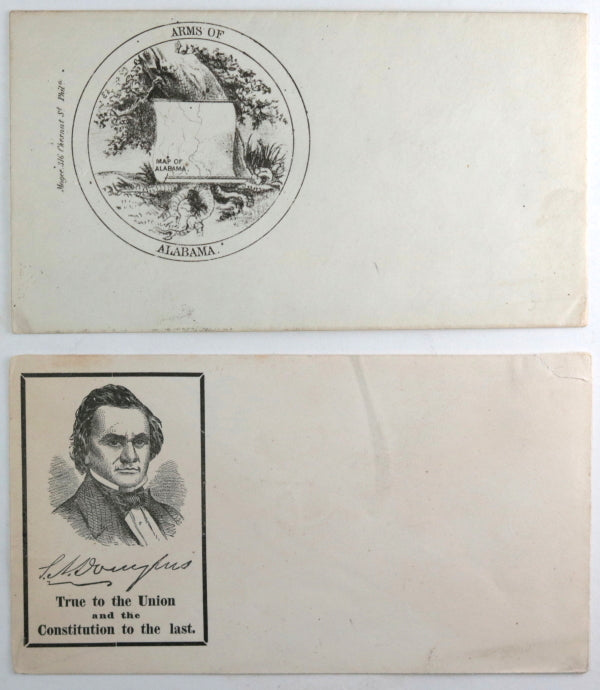 ARMS OF
MAP OF
ALABAMA
ALABAMA.
Magee. 316 Chesnut St. Phila.
S. A. Douglas
True to the Union
and the
Constitution to the last.